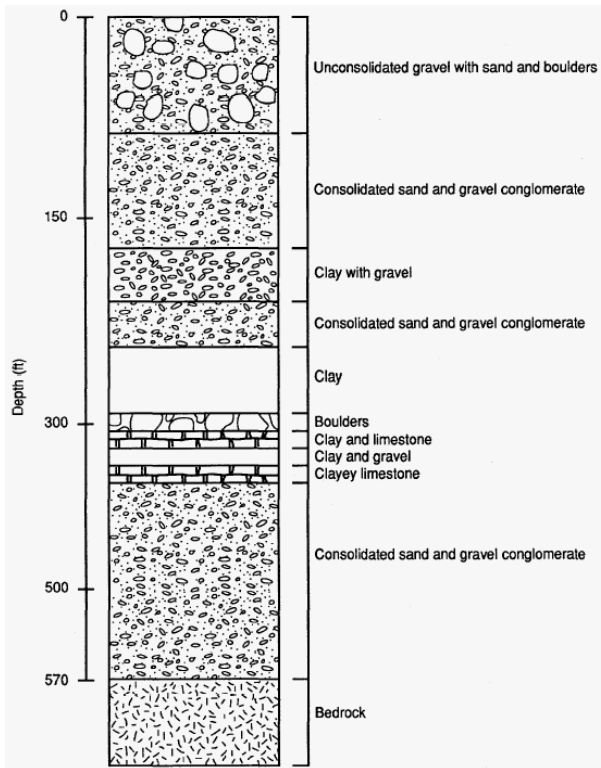 0
Unconsolidated gravel with sand and boulders
Consolidated sand and gravel conglomerate
150
Clay with gravel
Consolidated sand and gravel conglomerate
Depth (ft)
Clay
300
Boulders
Clay and limestone
Clay and gravel
Clayey limestone
Consolidated sand and gravel conglomerate
500
570
Bedrock